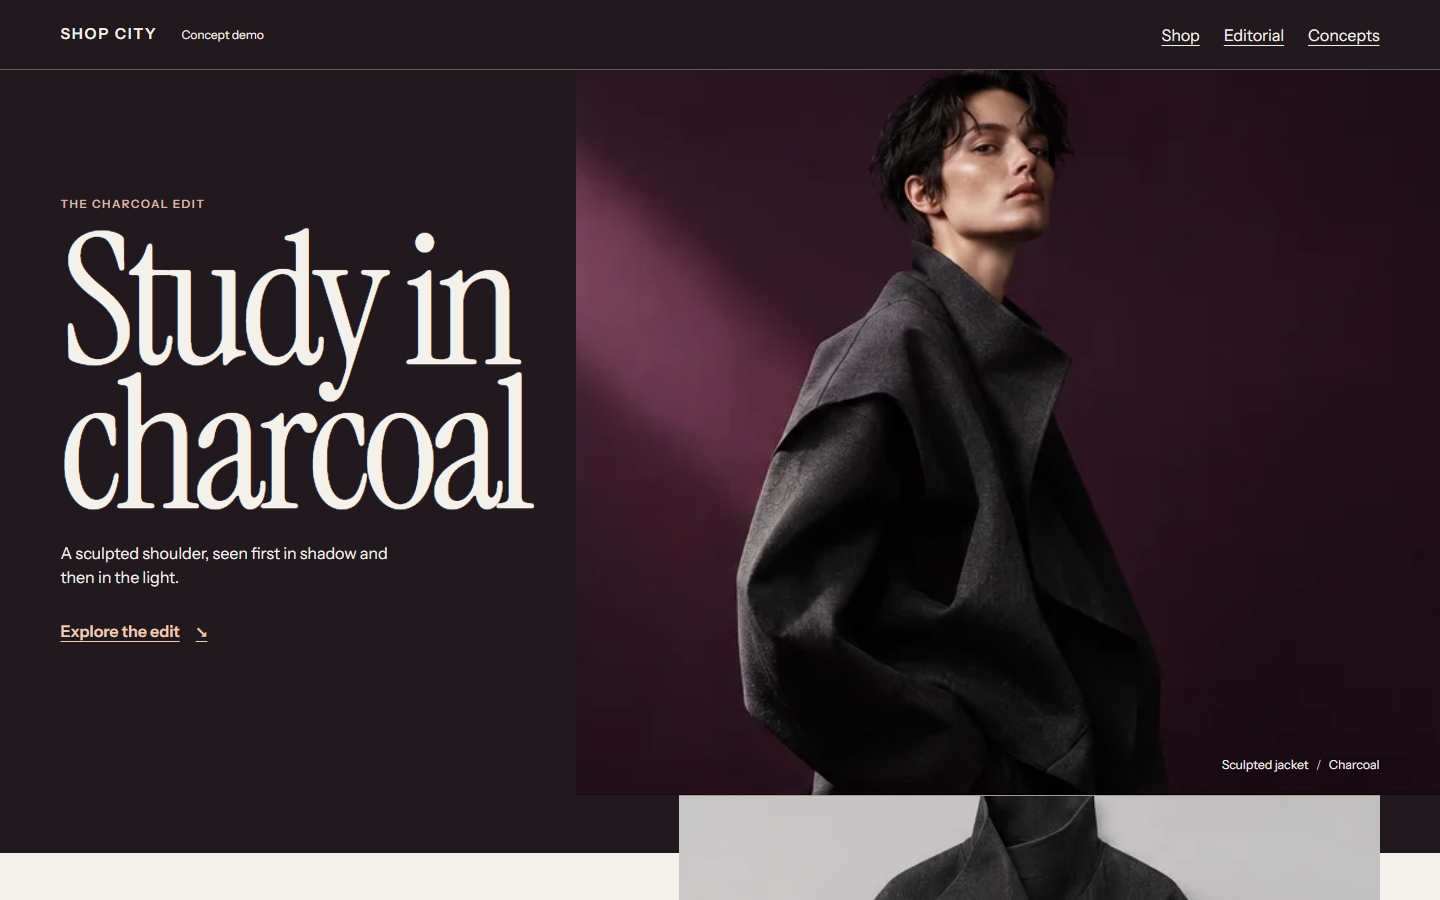 SHOP CITY
Concept demo
Shop
Editorial
Concepts
THE CHARCOAL EDIT
Study in
charcoal
A sculpted shoulder, seen first in shadow and
then in the light.
Explore the edit ↘
Sculpted jacket / Charcoal